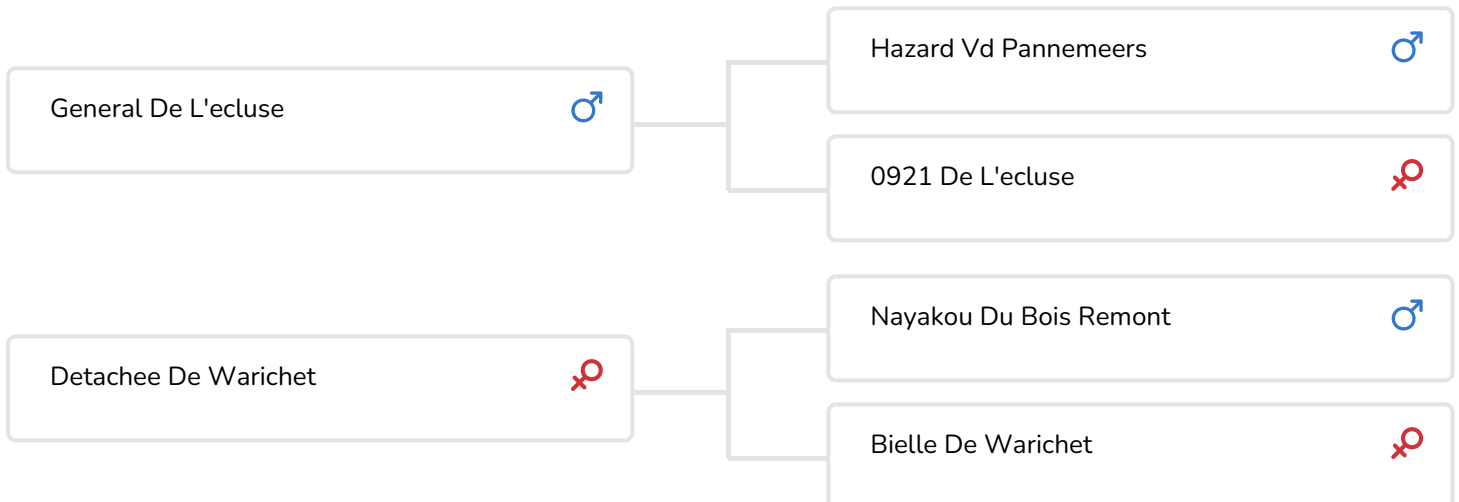 Hazard Vd Pannemeers
General De L'ecluse
0921 De L'ecluse
Nayakou Du Bois Remont
Detachee De Warichet
Bielle De Warichet